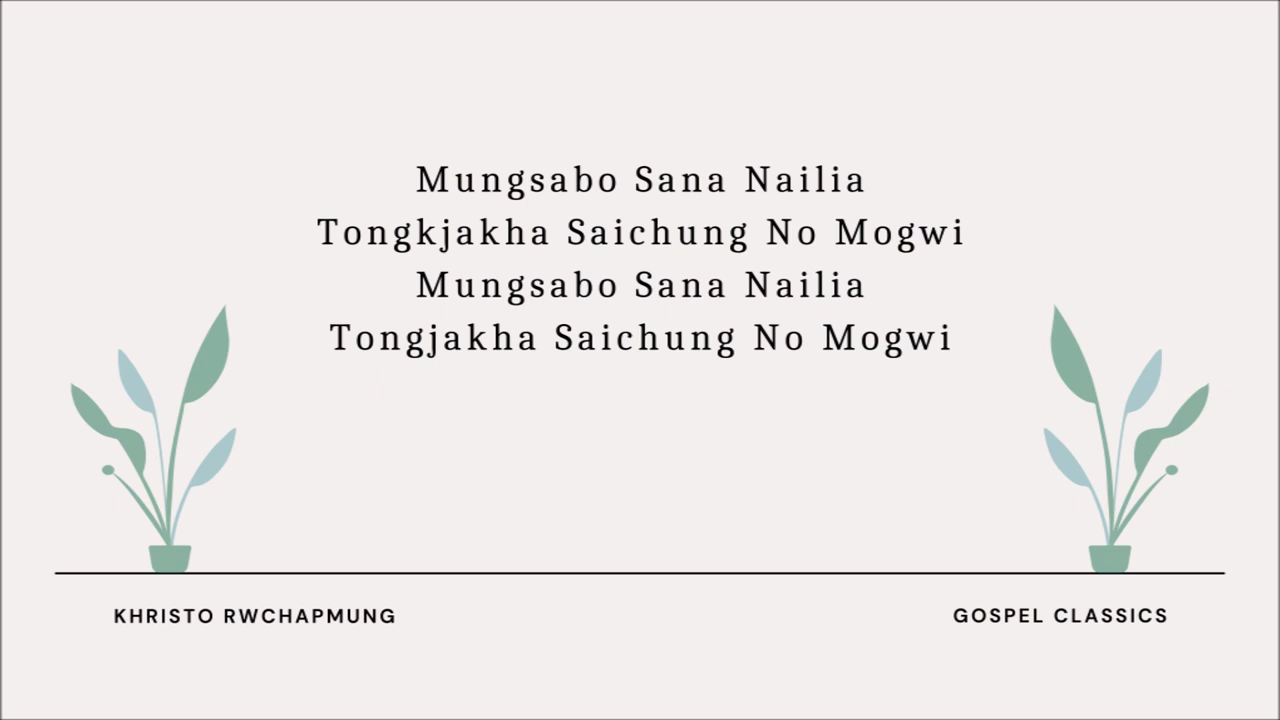 Mungsabo Sana Nailia
Tongkjakha Saichung No Mogwi
Mungsabo Sana Nailia
Tongjakha Saichung No Mogwi
KHRISTO RWCHAPMUNG
GOSPEL CLASSICS